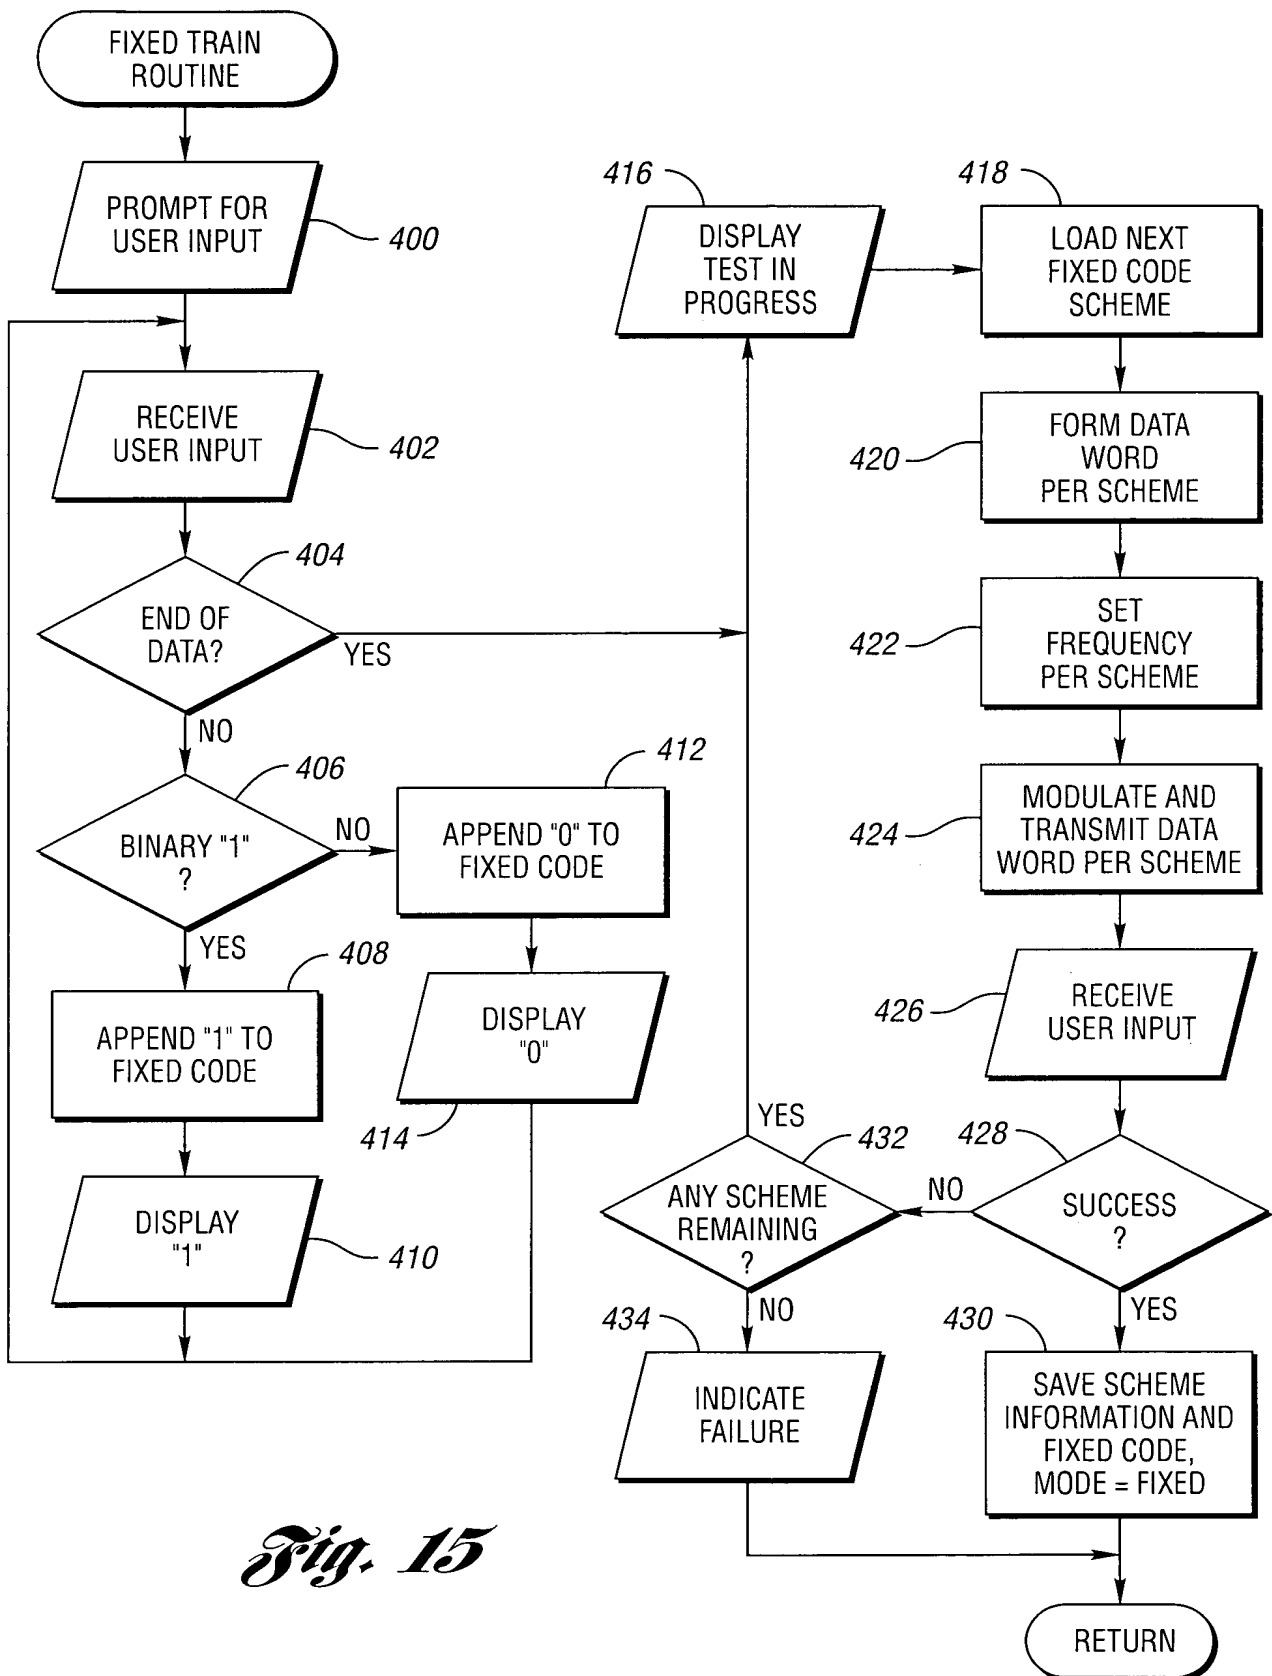 FIXED TRAIN
ROUTINE
PROMPT FOR
USER INPUT
400
RECEIVE
USER INPUT
402
404
END OF
DATA?
YES
NO
406
BINARY "1"
?
NO
YES
412
APPEND "0" TO
FIXED CODE
408
APPEND "1" TO
FIXED CODE
DISPLAY
"0"
414
DISPLAY
"1"
410
416
DISPLAY
TEST IN
PROGRESS
418
LOAD NEXT
FIXED CODE
SCHEME
420
FORM DATA
WORD
PER SCHEME
422
SET
FREQUENCY
PER SCHEME
424
MODULATE AND
TRANSMIT DATA
WORD PER SCHEME
426
RECEIVE
USER INPUT
428
SUCCESS
?
NO
YES
432
ANY SCHEME
REMAINING
?
YES
NO
434
INDICATE
FAILURE
430
SAVE SCHEME
INFORMATION AND
FIXED CODE,
MODE = FIXED
RETURN
Fig. 15